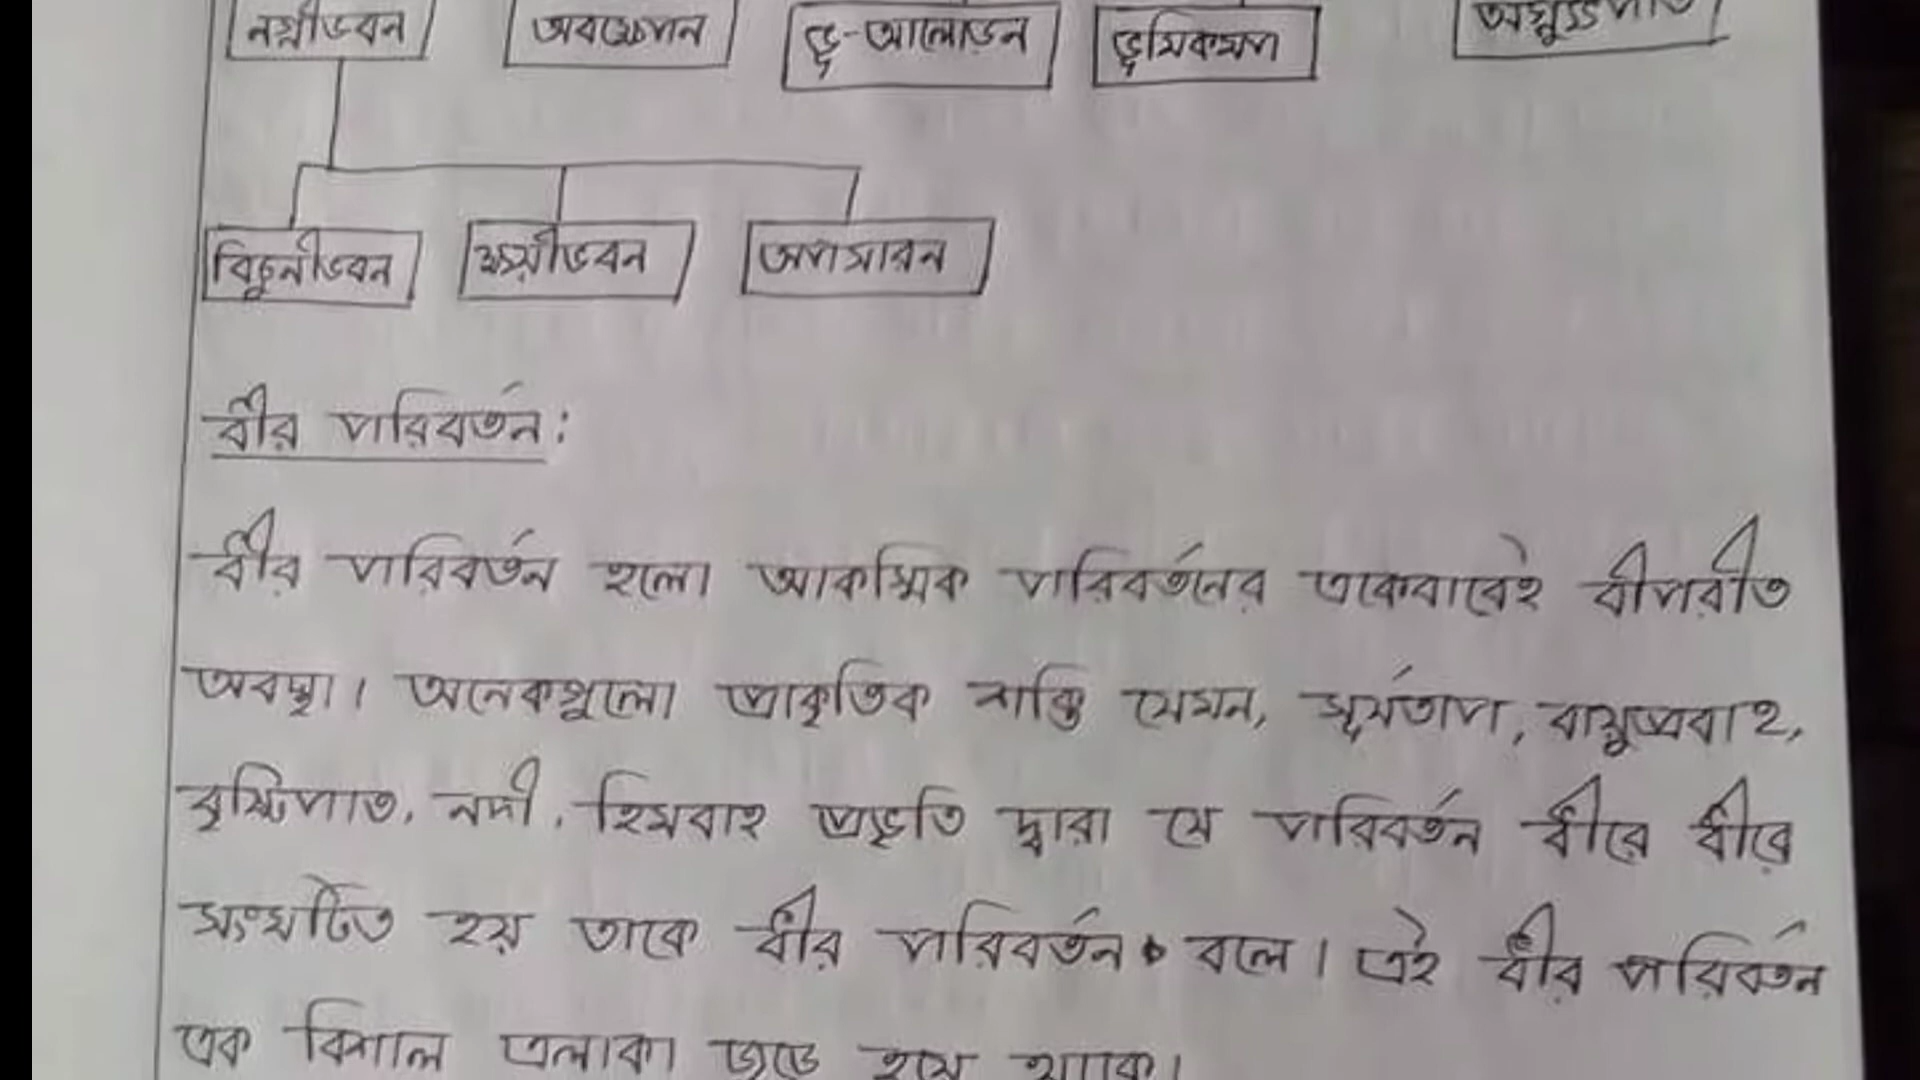 নগ্নীভবন অবক্ষেপন ভূ-আলোড়ন ভূমিকম্প অগ্নুৎপাত
বিচুর্নীভবন ক্ষয়ীভবন অপসারন
ধীর পরিবর্তন:
ধীর পরিবর্তন হলো আকস্মিক পরিবর্তনের একেবারেই বীপরীত
অবস্থা। অনেকগুলো প্রাকৃতিক শক্তি যেমন, সূর্যতাপ, বায়ুপ্রবাহ,
বৃষ্টিপাত, নদী, হিমবাহ প্রভৃতি দ্বারা যে পরিবর্তন ধীরে ধীরে
সংঘটিত হয় তাকে ধীর পরিবর্তন বলে। এই ধীর পরিবর্তন
এক বিশাল এলাকা জুড়ে হয়ে থাকে।